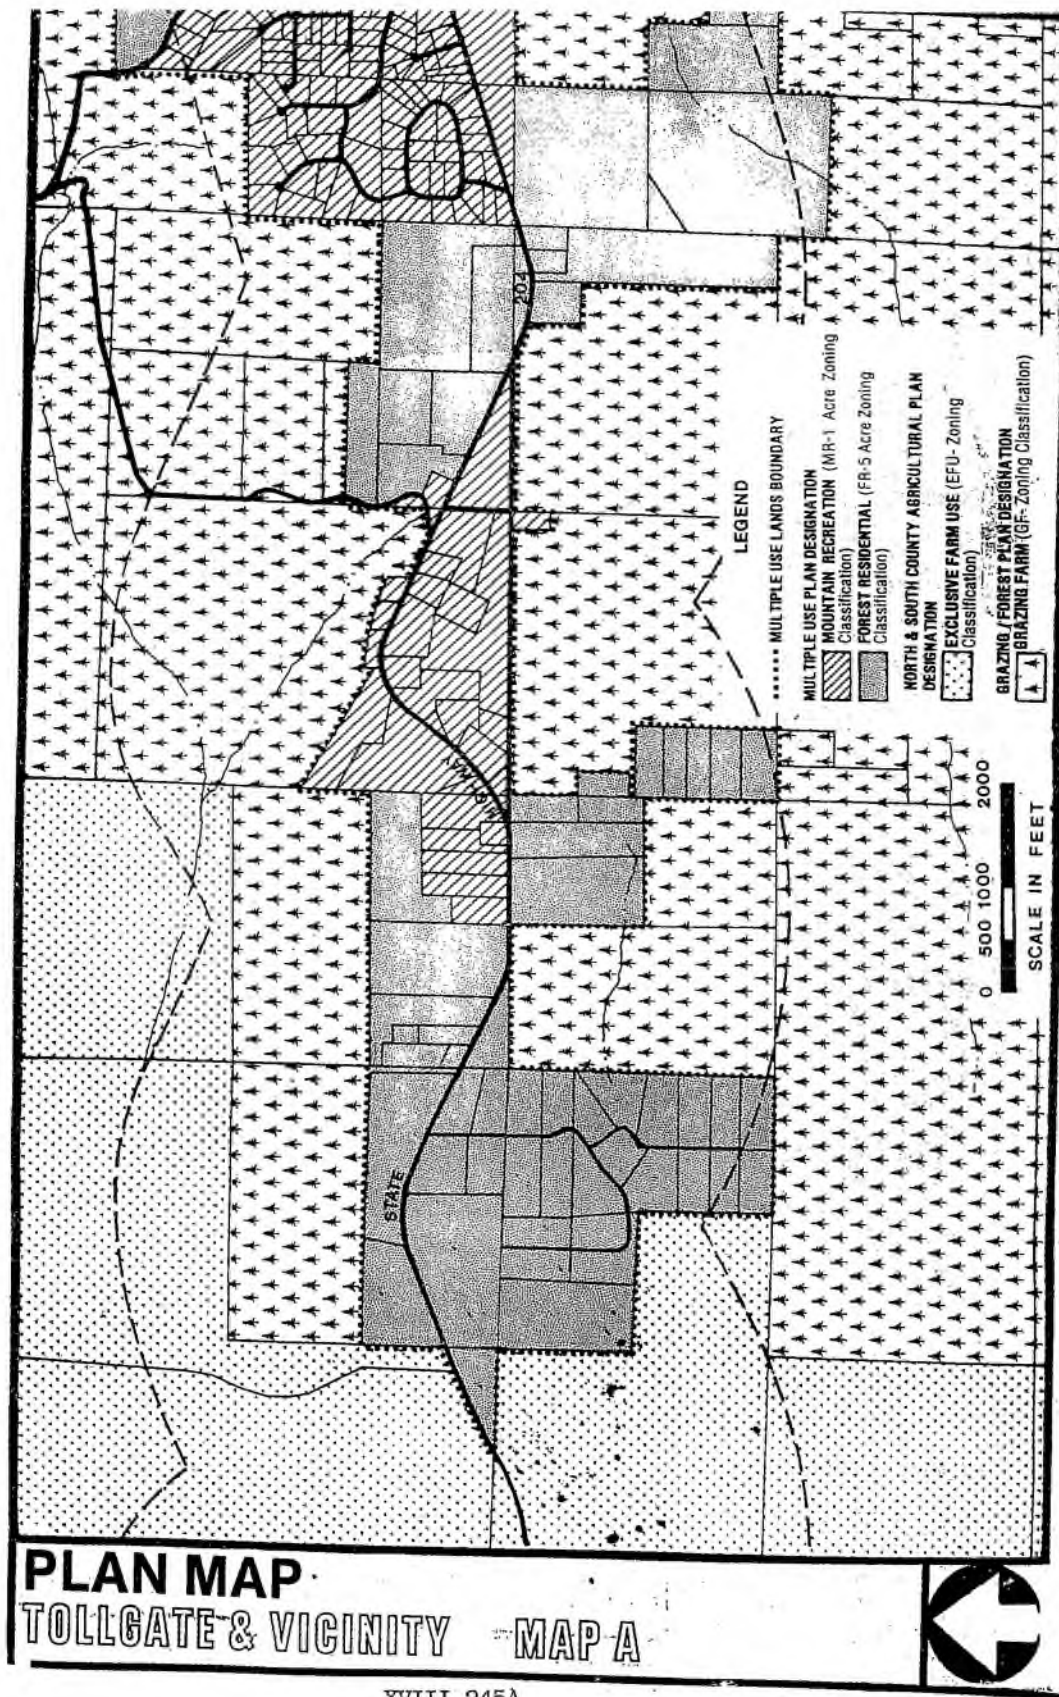 PLAN MAP
TOLLGATE & VICINITY MAP A
STATE
HIGHWAY
204
LEGEND
MULTIPLE USE LANDS BOUNDARY
MULTIPLE USE PLAN DESIGNATION
MOUNTAIN RECREATION (MR-1 Acre Zoning
Classification)
FOREST RESIDENTIAL (FR-5 Acre Zoning
Classification)
NORTH & SOUTH COUNTY AGRICULTURAL PLAN
DESIGNATION
EXCLUSIVE FARM USE (EFU- Zoning
Classification)
GRAZING / FOREST PLAN DESIGNATION
GRAZING FARM (GF- Zoning Classification)
0 500 1000 2000
SCALE IN FEET
XVIII-245A